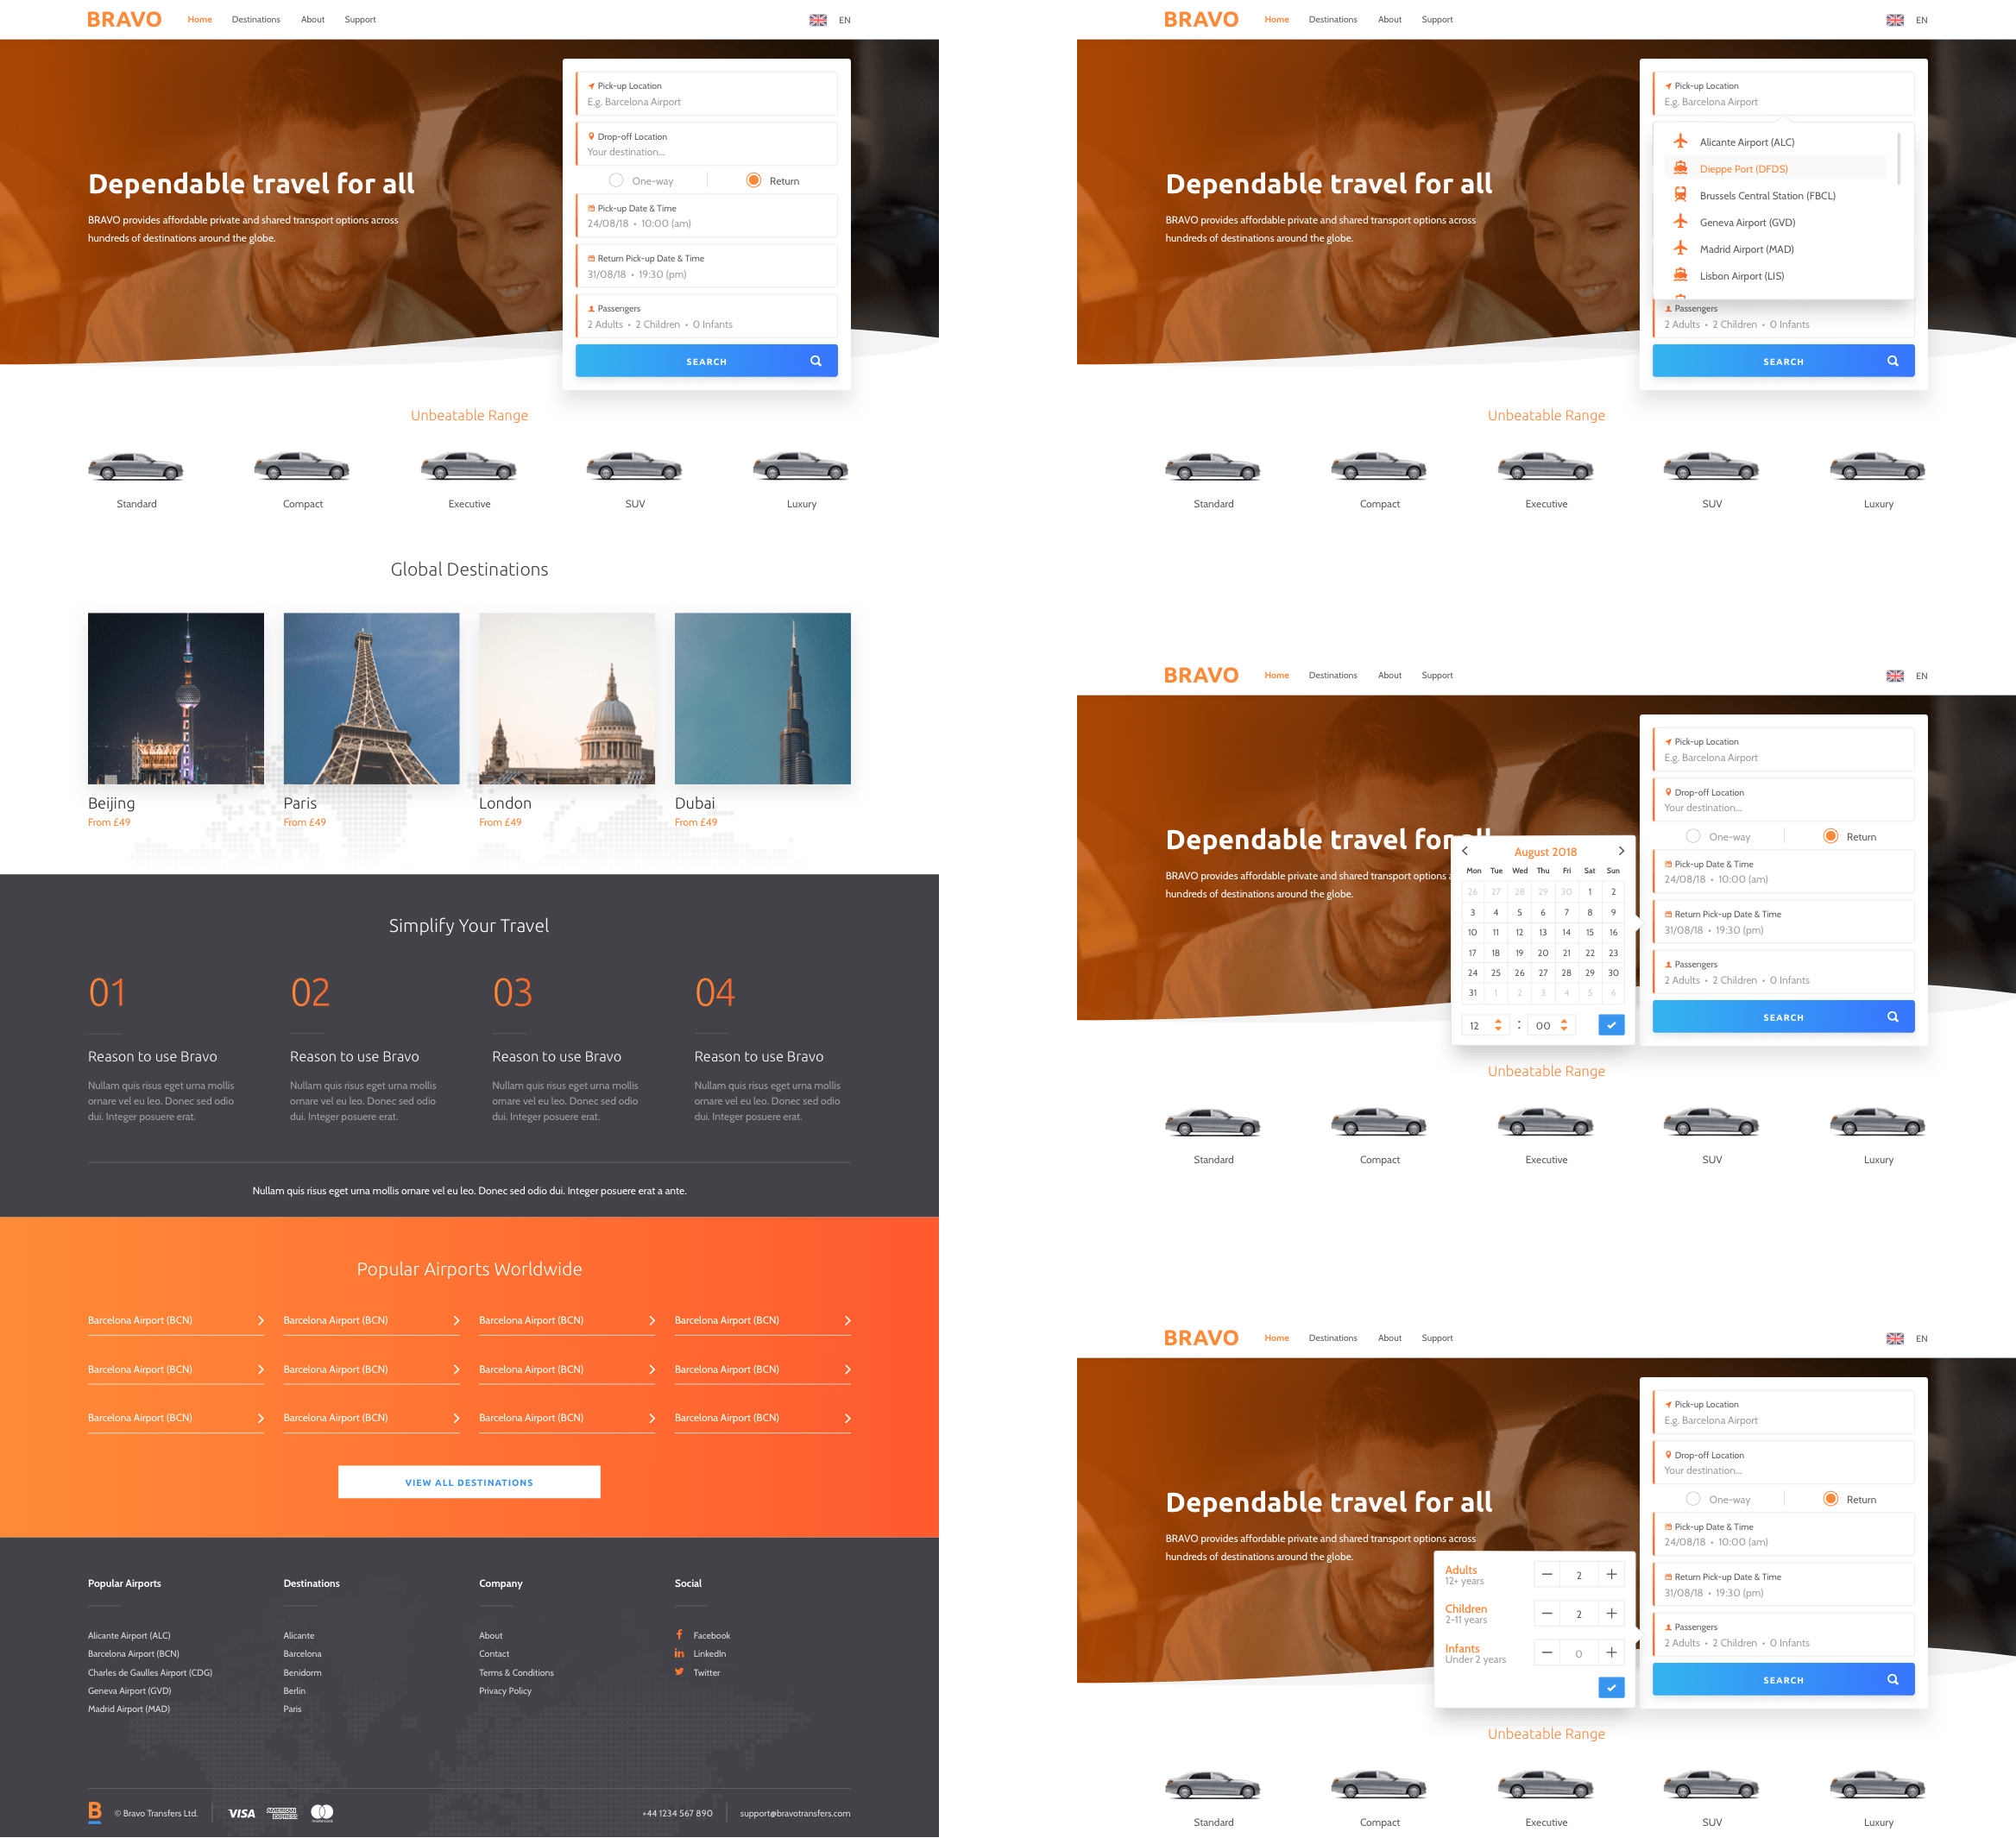 BRAVO
Home Destinations About Support
EN
Dependable travel for all
BRAVO provides affordable private and shared transport options across
hundreds of destinations around the globe.
Pick-up Location
E.g. Barcelona Airport
Drop-off Location
Your destination...
One-way Return
Pick-up Date & Time
24/08/18 • 10:00 (am)
Return Pick-up Date & Time
31/08/18 • 19:30 (pm)
Passengers
2 Adults • 2 Children • 0 Infants
SEARCH
Unbeatable Range
Standard Compact Executive SUV Luxury
Global Destinations
Beijing Paris London Dubai
From £49 From £49 From £49 From £49
Simplify Your Travel
01 02 03 04
Reason to use Bravo Reason to use Bravo Reason to use Bravo Reason to use Bravo
Nullam quis risus eget urna mollis Nullam quis risus eget urna mollis Nullam quis risus eget urna mollis Nullam quis risus eget urna mollis
ornare vel eu leo. Donec sed odio ornare vel eu leo. Donec sed odio ornare vel eu leo. Donec sed odio ornare vel eu leo. Donec sed odio
dui. Integer posuere erat. dui. Integer posuere erat. dui. Integer posuere erat. dui. Integer posuere erat.
Nullam quis risus eget urna mollis ornare vel eu leo. Donec sed odio dui. Integer posuere erat a ante.
Popular Airports Worldwide
Barcelona Airport (BCN) Barcelona Airport (BCN) Barcelona Airport (BCN) Barcelona Airport (BCN)
Barcelona Airport (BCN) Barcelona Airport (BCN) Barcelona Airport (BCN) Barcelona Airport (BCN)
Barcelona Airport (BCN) Barcelona Airport (BCN) Barcelona Airport (BCN) Barcelona Airport (BCN)
VIEW ALL DESTINATIONS
Popular Airports Destinations Company Social
Alicante Airport (ALC) Alicante About Facebook
Barcelona Airport (BCN) Barcelona Contact LinkedIn
Charles de Gaulles Airport (CDG) Benidorm Terms & Conditions Twitter
Geneva Airport (GVD) Berlin Privacy Policy
Madrid Airport (MAD) Paris
B © Bravo Transfers Ltd. VISA AMERICAN EXPRESS mastercard +44 1234 567 890 support@bravotransfers.com
BRAVO
Home Destinations About Support
EN
Dependable travel for all
BRAVO provides affordable private and shared transport options across
hundreds of destinations around the globe.
Pick-up Location
E.g. Barcelona Airport
Alicante Airport (ALC)
Dieppe Port (DFDS)
Brussels Central Station (FBCL)
Geneva Airport (GVD)
Madrid Airport (MAD)
Lisbon Airport (LIS)
Passengers
2 Adults • 2 Children • 0 Infants
SEARCH
Unbeatable Range
Standard Compact Executive SUV Luxury
BRAVO
Home Destinations About Support
EN
Dependable travel for all
BRAVO provides affordable private and shared transport options a
hundreds of destinations around the globe.
August 2018
Mon Tue Wed Thu Fri Sat Sun
26 27 28 29 30 1 2
3 4 5 6 7 8 9
10 11 12 13 14 15 16
17 18 19 20 21 22 23
24 25 26 27 28 29 30
31 1 2 3 4 5 6
12 : 00
Pick-up Location
E.g. Barcelona Airport
Drop-off Location
Your destination...
One-way Return
Pick-up Date & Time
24/08/18 • 10:00 (am)
Return Pick-up Date & Time
31/08/18 • 19:30 (pm)
Passengers
2 Adults • 2 Children • 0 Infants
SEARCH
Unbeatable Range
Standard Compact Executive SUV Luxury
BRAVO
Home Destinations About Support
EN
Dependable travel for all
BRAVO provides affordable private and shared transport options across
hundreds of destinations around the globe.
Adults
12+ years
2
Children
2-11 years
2
Infants
Under 2 years
0
Pick-up Location
E.g. Barcelona Airport
Drop-off Location
Your destination...
One-way Return
Pick-up Date & Time
24/08/18 • 10:00 (am)
Return Pick-up Date & Time
31/08/18 • 19:30 (pm)
Passengers
2 Adults • 2 Children • 0 Infants
SEARCH
Unbeatable Range
Standard Compact Executive SUV Luxury